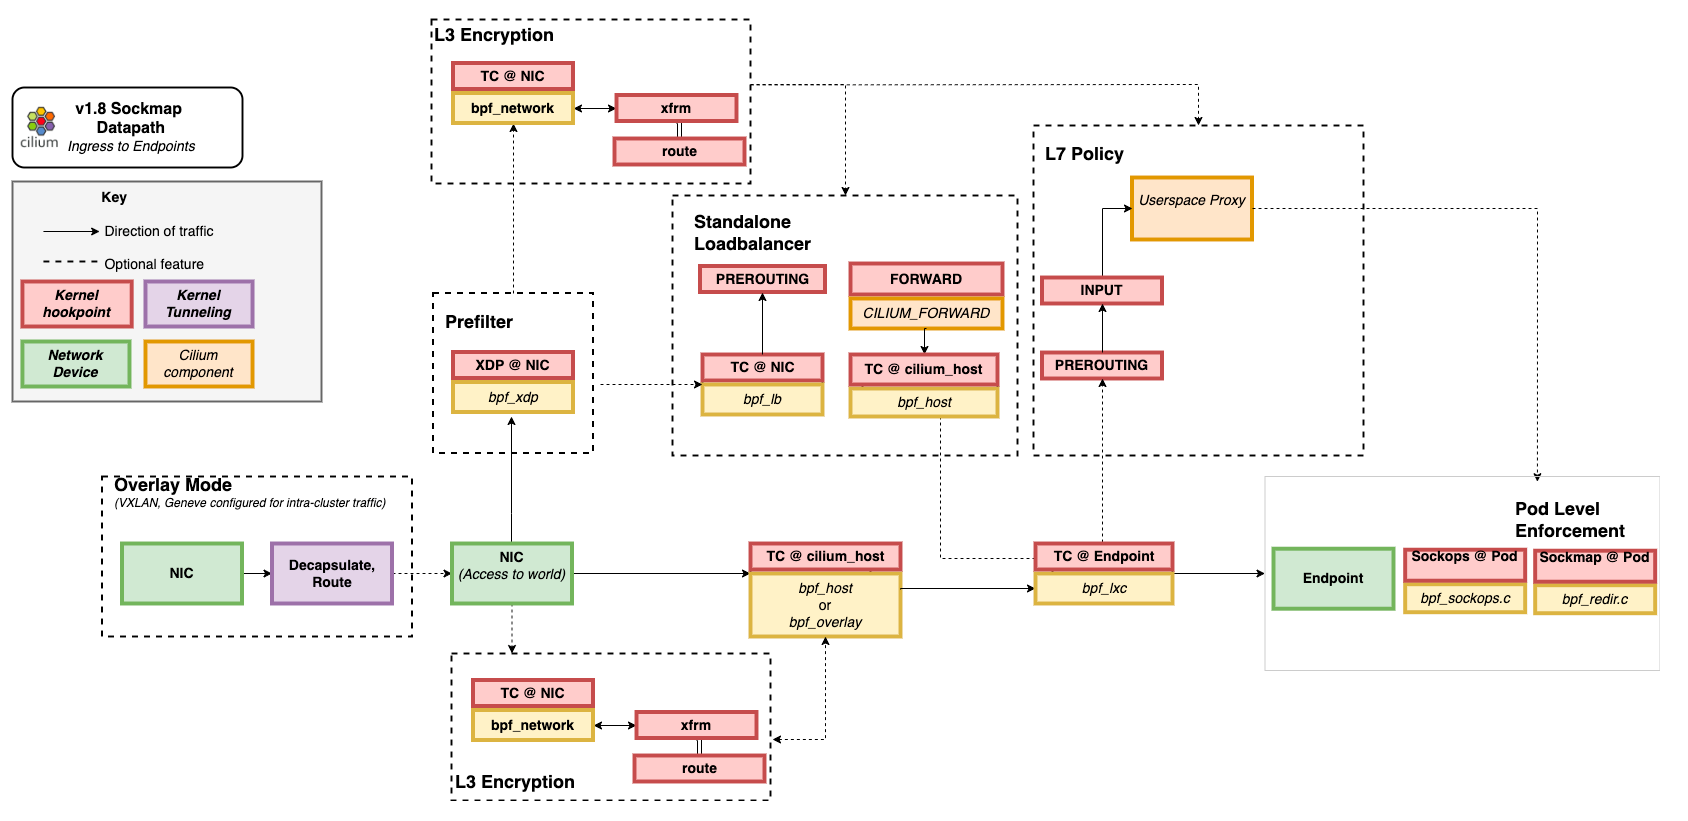 L3 Encryption
TC @ NIC
bpf_network
xfrm
route
v1.8 Sockmap
Datapath
Ingress to Endpoints
cilium
Key
Direction of traffic
Optional feature
Kernel
hookpoint
Kernel
Tunneling
Network
Device
Cilium
component
L7 Policy
Userspace Proxy
INPUT
PREROUTING
Standalone
Loadbalancer
PREROUTING
FORWARD
CILIUM_FORWARD
TC @ NIC
bpf_lb
TC @ cilium_host
bpf_host
Prefilter
XDP @ NIC
bpf_xdp
Overlay Mode
(VXLAN, Geneve configured for intra-cluster traffic)
NIC
Decapsulate,
Route
NIC
(Access to world)
TC @ cilium_host
bpf_host
or
bpf_overlay
TC @ Endpoint
bpf_lxc
Pod Level
Enforcement
Endpoint
Sockops @ Pod
bpf_sockops.c
Sockmap @ Pod
bpf_redir.c
TC @ NIC
bpf_network
xfrm
route
L3 Encryption